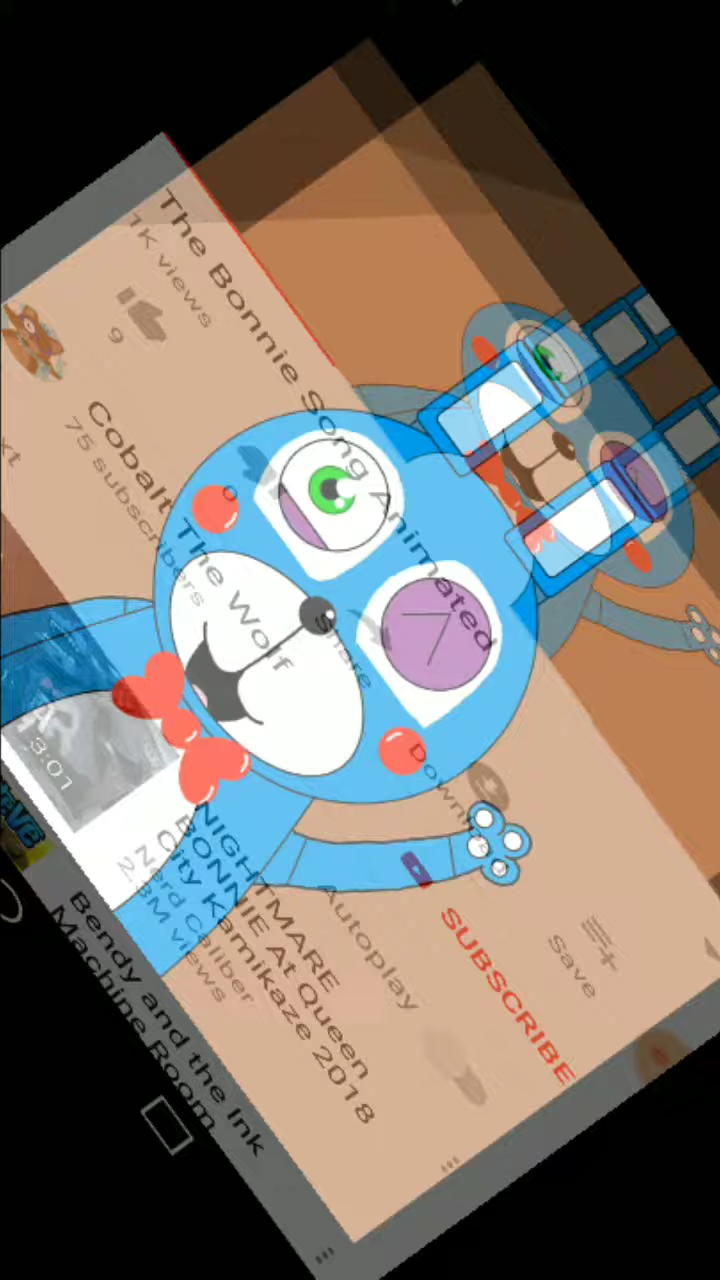 The Bonnie Song Animated
1K views
9
0
Share
Save
Cobalt The Wolf
75 subscribers
SUBSCRIBE
Autoplay
3:01
NIGHTMARE
BONNIE At Queen
City Kamikaze 2018
Nerd Caliber
2.3M views
Bendy and the Ink
Machine Room